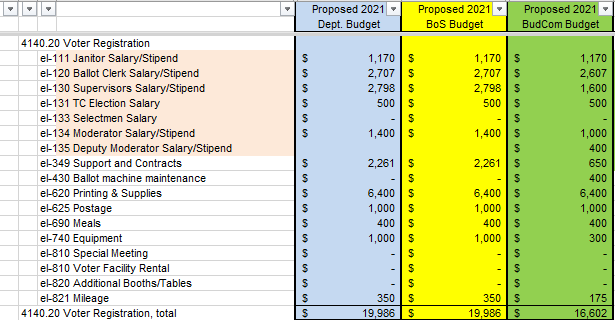 Proposed 2021 Proposed 2021 Proposed 2021
Dept. Budget BoS Budget BudCom Budget
4140.20 Voter Registration
el-111 Janitor Salary/Stipend $ 1,170 $ 1,170 $ 1,170
el-120 Ballot Clerk Salary/Stipend $ 2,707 $ 2,707 $ 2,607
el-130 Supervisors Salary/Stipend $ 2,798 $ 2,798 $ 1,600
el-131 TC Election Salary $ 500 $ 500 $ 500
el-133 Selectmen Salary $ - $ - $ -
el-134 Moderator Salary/Stipend $ 1,400 $ 1,400 $ 1,000
el-135 Deputy Moderator Salary/Stipend $ 400
el-349 Support and Contracts $ 2,261 $ 2,261 $ 650
el-430 Ballot machine maintenance $ - $ - $ 400
el-620 Printing & Supplies $ 6,400 $ 6,400 $ 6,400
el-625 Postage $ 1,000 $ 1,000 $ 1,000
el-690 Meals $ 400 $ 400 $ 400
el-740 Equipment $ 1,000 $ 1,000 $ 300
el-810 Special Meeting $ - $ - $ -
el-810 Voter Facility Rental $ - $ - $ -
el-820 Additional Booths/Tables $ - $ - $ -
el-821 Mileage $ 350 $ 350 $ 175
4140.20 Voter Registration, total $ 19,986 $ 19,986 $ 16,602